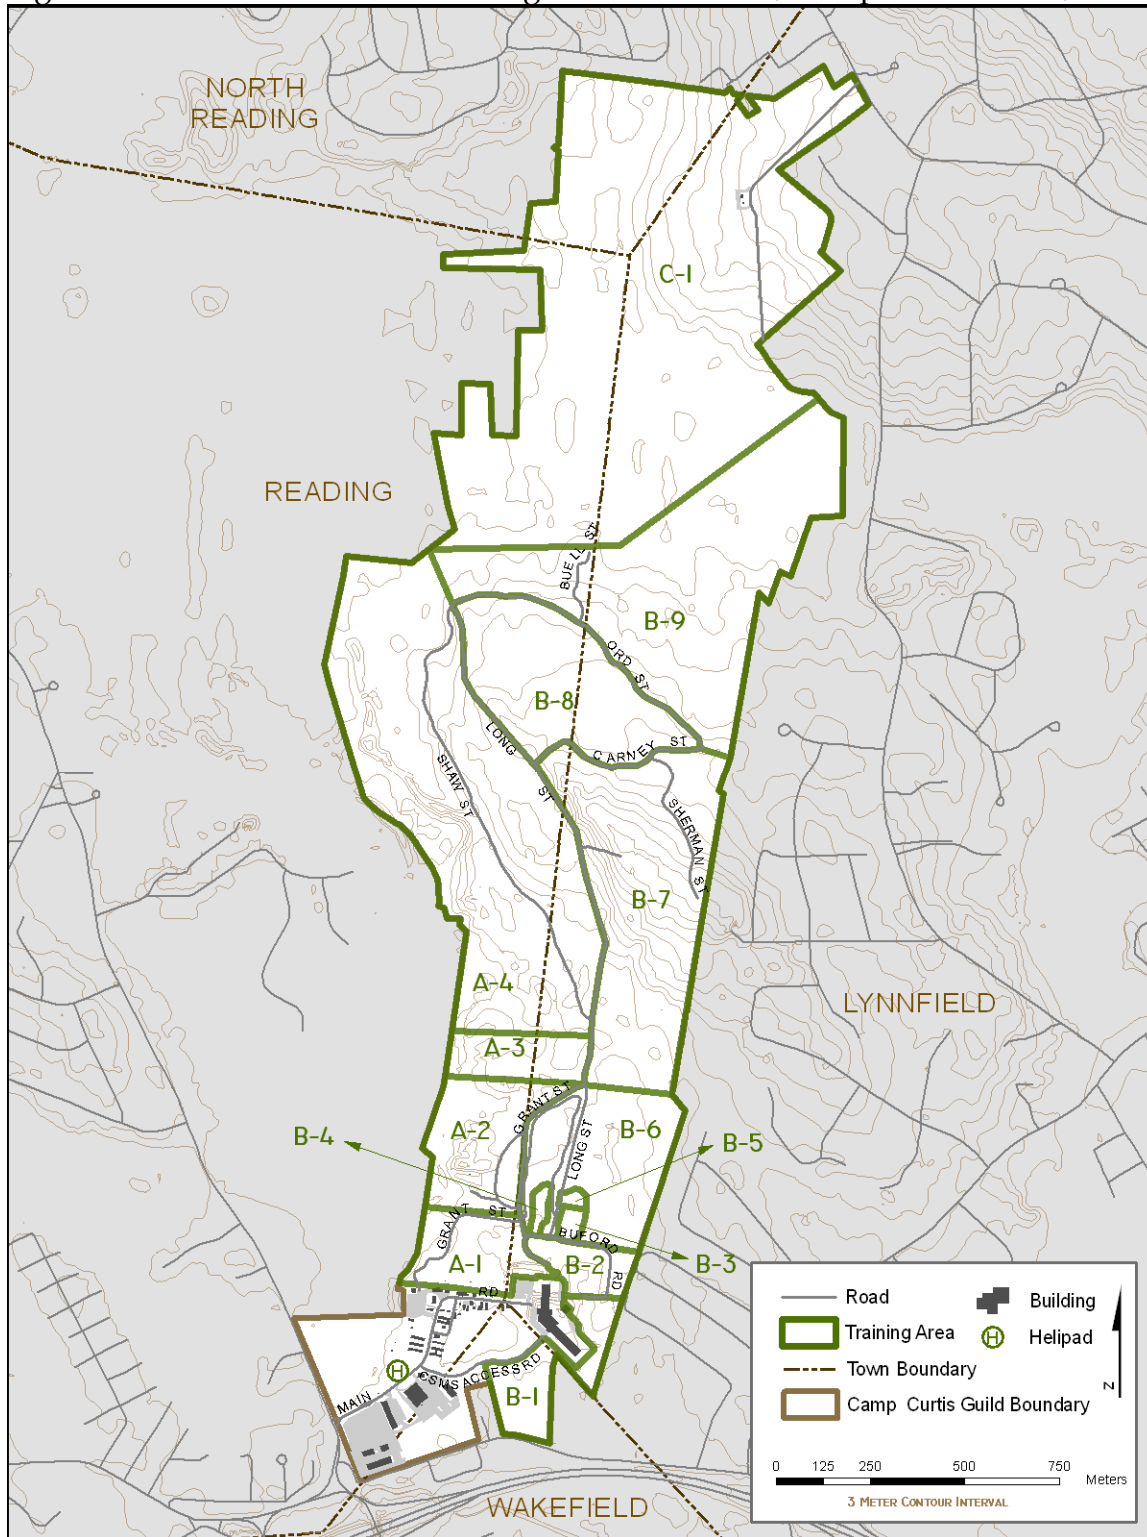 NORTH
READING
C-1
READING
BUELL ST
B-9
ORD ST
B-8
LONG
ST
CARNEY ST
SHAW ST
SHERMAN ST
B-7
LYNNFIELD
A-4
A-3
GRANT ST
A-2
B-4
LONG ST
B-6
B-5
GRANT ST
BUFORD
RD
A-1
B-2
B-3
RD
H
CSMS ACCESS RD
MAIN
B-1
WAKEFIELD
Road
Building
Training Area
H
Helipad
Town Boundary
Camp Curtis Guild Boundary
N
0 125 250 500 750
Meters
3 METER CONTOUR INTERVAL